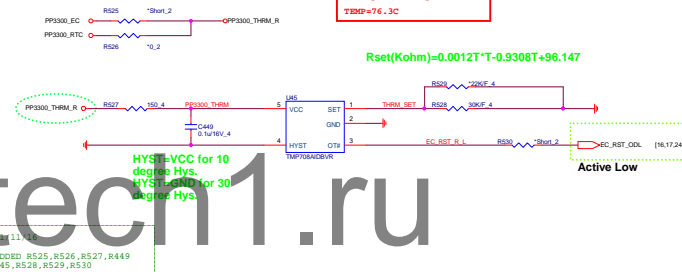 R525
*Short_2
PP3300_EC
PP3300_THRM_R
PP3300_RTC
R526
*0_2
TEMP=76.3C
Rset(Kohm)=0.0012T*T-0.9308T+96.147
R529
*22K/F_4
U45
PP3300_THRM_R
R527
150_4
PP3300_THRM
5
VCC
SET
1
THRM_SET
R528
30K/F_4
GND
2
C449
0.1u/16V_4
4
HYST
OT#
3
EC_RST_R_L
R530
*Short_2
EC_RST_ODL
[16,17,24
TMP708AIDBVR
Active Low
HYST=VCC for 10
degree Hys.
HYST=GND for 30
degree Hys.
tech1.ru
/11/16
DDED R525,R526,R527,R449
45,R528,R529,R530